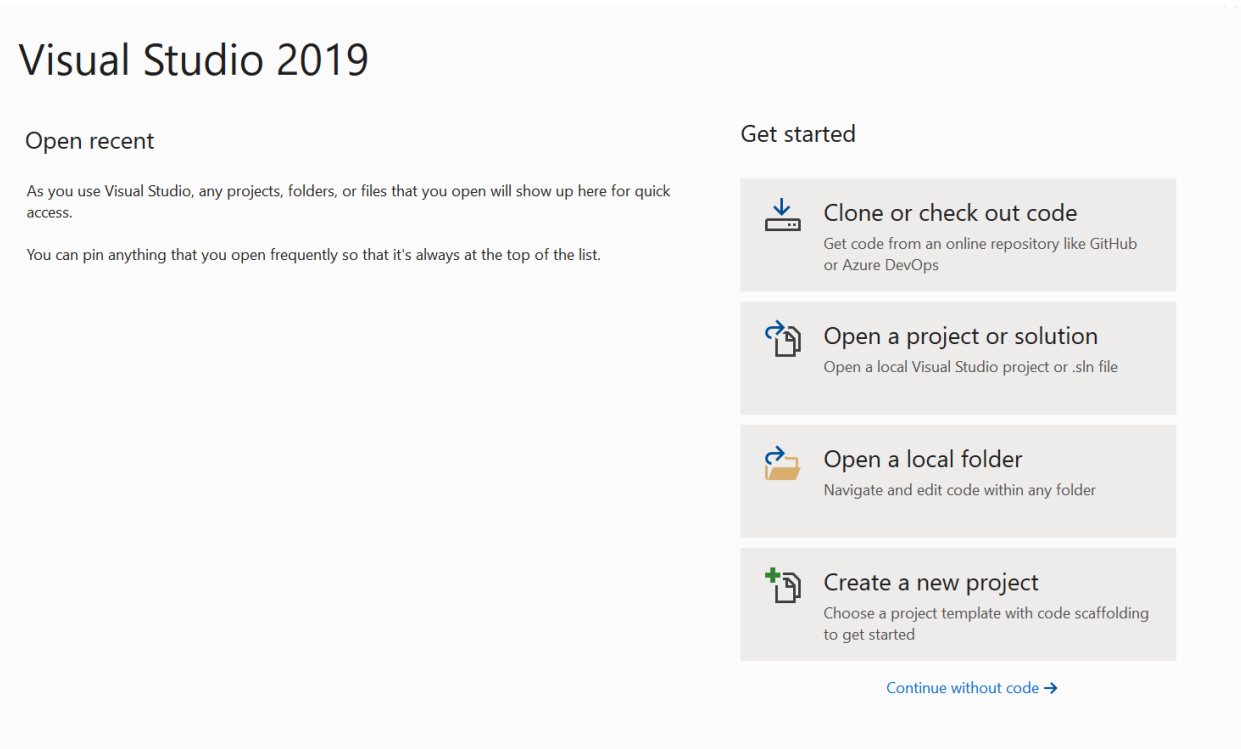 Visual Studio 2019
Open recent
As you use Visual Studio, any projects, folders, or files that you open will show up here for quick
access.
You can pin anything that you open frequently so that it's always at the top of the list.
Get started
Clone or check out code
Get code from an online repository like GitHub
or Azure DevOps
Open a project or solution
Open a local Visual Studio project or .sln file
Open a local folder
Navigate and edit code within any folder
Create a new project
Choose a project template with code scaffolding
to get started
Continue without code →